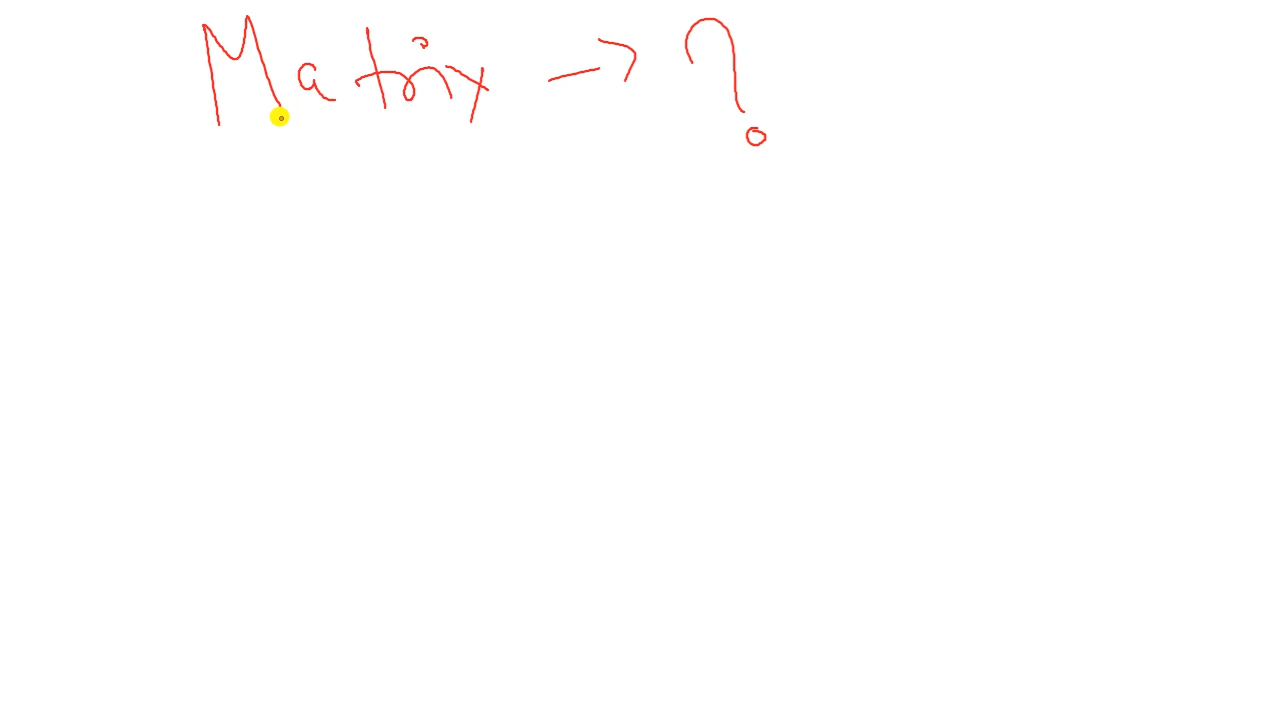 Matrix → ?